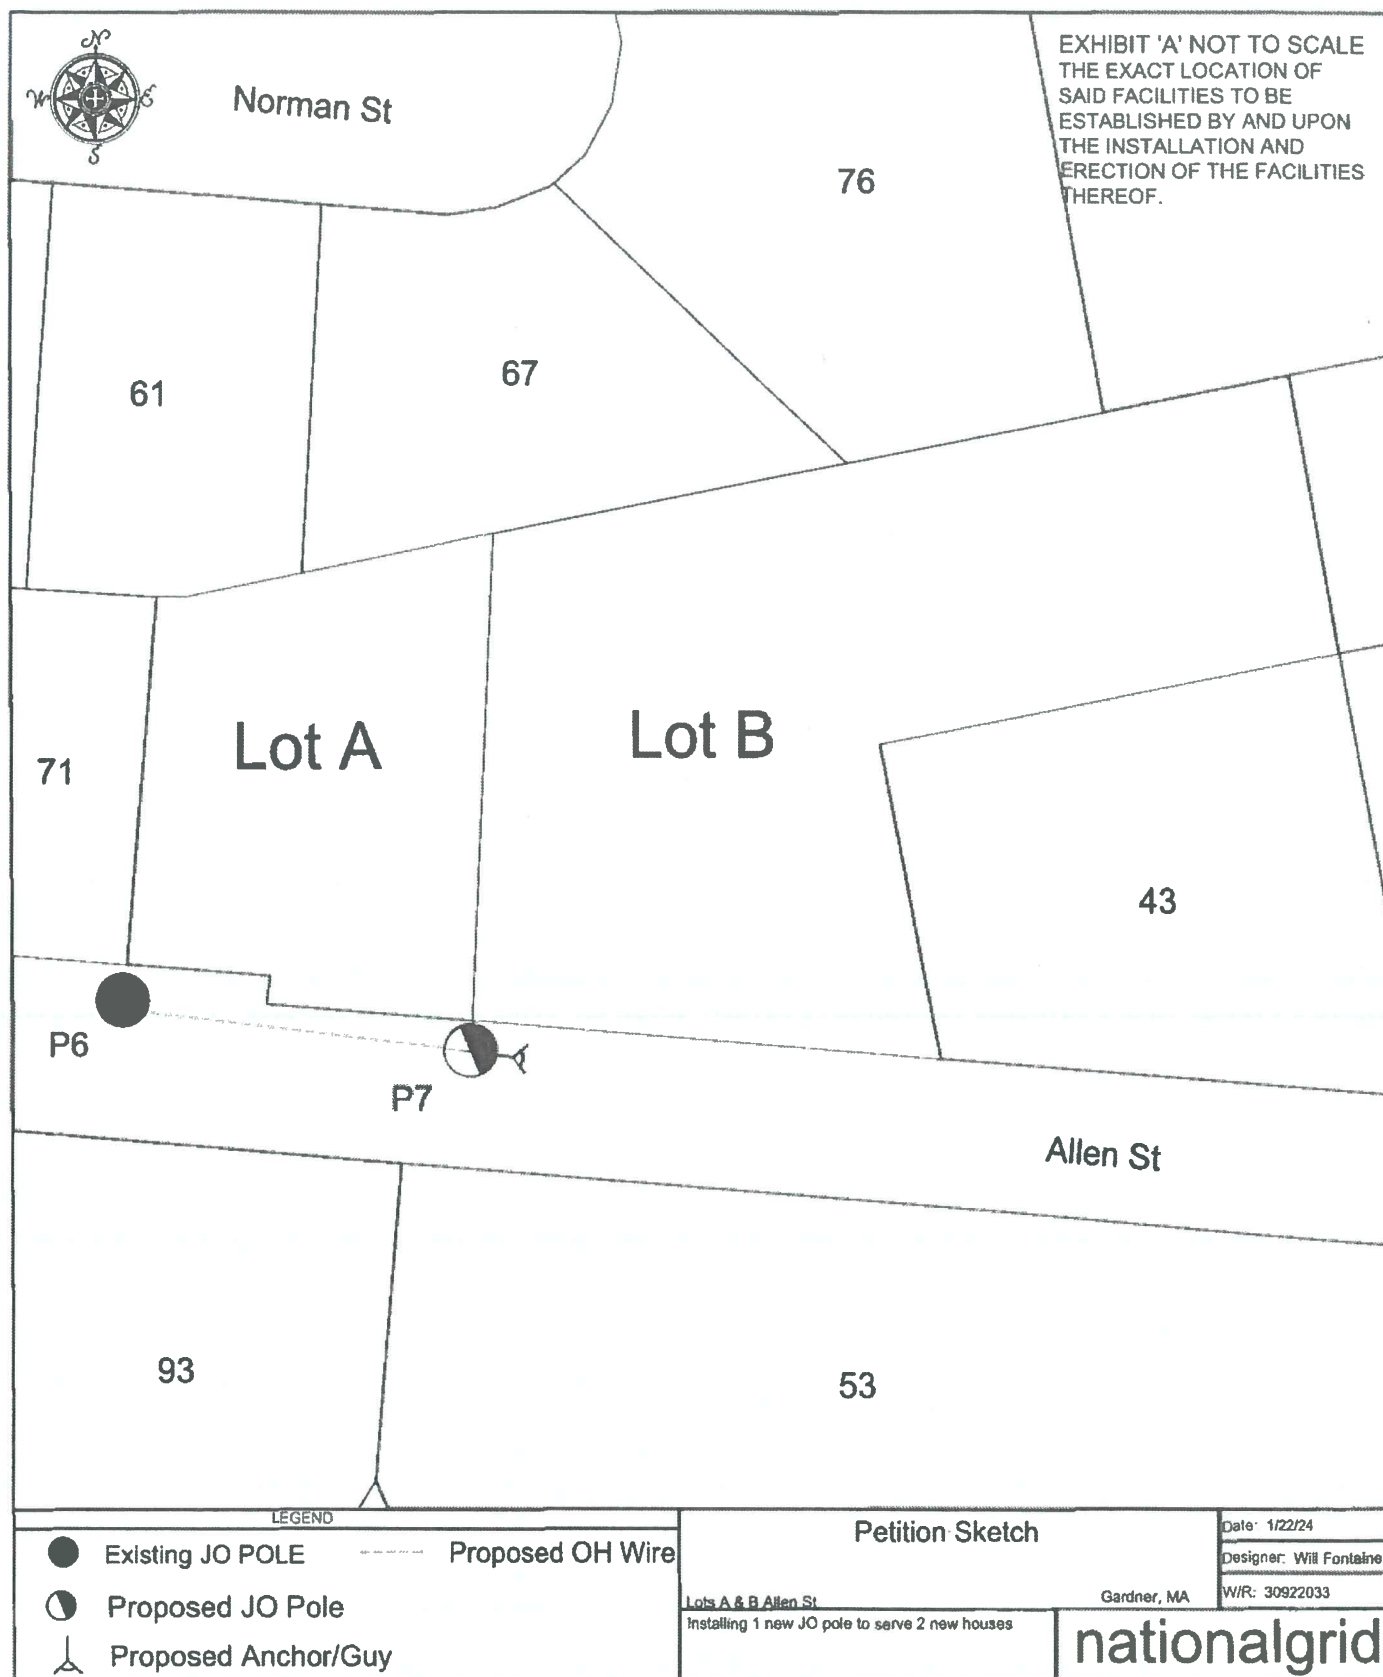 N
W
E
S
Norman St
EXHIBIT 'A' NOT TO SCALE
THE EXACT LOCATION OF
SAID FACILITIES TO BE
ESTABLISHED BY AND UPON
THE INSTALLATION AND
ERECTION OF THE FACILITIES
THEREOF.
76
61
67
71
Lot A
Lot B
43
P6
P7
Allen St
93
53
LEGEND
Existing JO POLE
Proposed OH Wire
Proposed JO Pole
Proposed Anchor/Guy
Petition Sketch
Lots A & B Allen St
Gardner, MA
Installing 1 new JO pole to serve 2 new houses
Date: 1/22/24
Designer: Will Fontaine
W/R: 30922033
nationalgrid